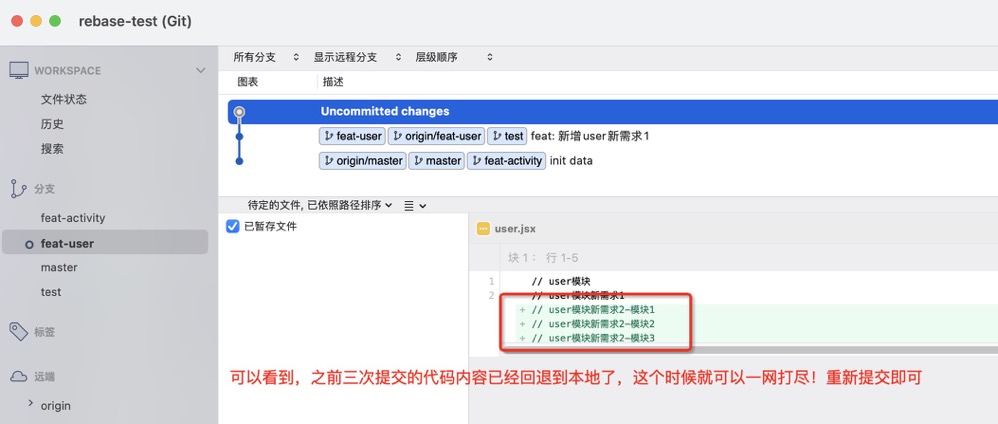 rebase-test (Git)
WORKSPACE
文件状态
历史
搜索
分支
feat-activity
feat-user
master
test
标签
远端
origin
所有分支 显示远程分支 层级顺序
图表 描述
Uncommitted changes
feat-user origin/feat-user test feat: 新增user新需求1
origin/master master feat-activity init data
待定的文件, 已依照路径排序
已暂存文件
user.jsx
块 1： 行 1-5
1 // user模块
2 // user模块新需求1
+ // user模块新需求2-模块1
+ // user模块新需求2-模块2
+ // user模块新需求2-模块3
可以看到，之前三次提交的代码内容已经回退到本地了，这个时候就可以一网打尽！重新提交即可